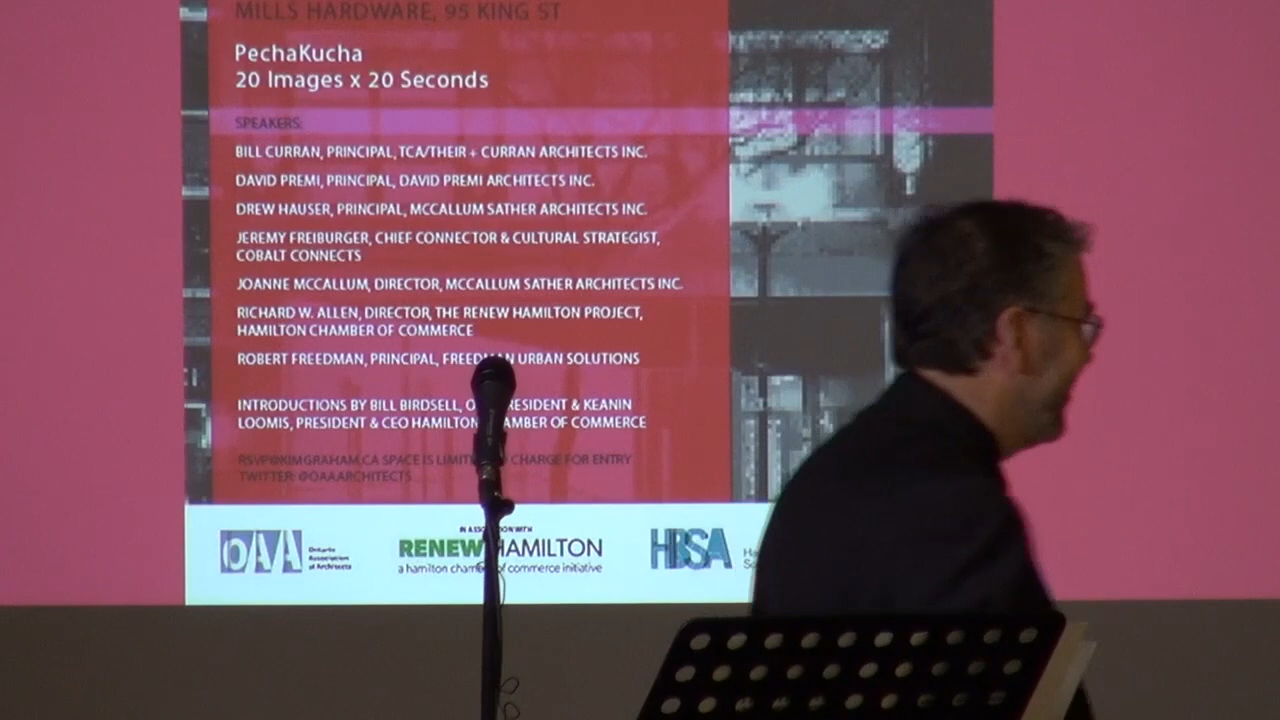 MILLS HARDWARE, 95 KING ST
PechaKucha
20 Images x 20 Seconds
SPEAKERS:
BILL CURRAN, PRINCIPAL, TCA/THEIR + CURRAN ARCHITECTS INC.
DAVID PREMI, PRINCIPAL, DAVID PREMI ARCHITECTS INC.
DREW HAUSER, PRINCIPAL, MCCALLUM SATHER ARCHITECTS INC.
JEREMY FREIBURGER, CHIEF CONNECTOR & CULTURAL STRATEGIST,
COBALT CONNECTS
JOANNE MCCALLUM, DIRECTOR, MCCALLUM SATHER ARCHITECTS INC.
RICHARD W. ALLEN, DIRECTOR, THE RENEW HAMILTON PROJECT,
HAMILTON CHAMBER OF COMMERCE
ROBERT FREEDMAN, PRINCIPAL, FREEDMAN URBAN SOLUTIONS
INTRODUCTIONS BY BILL BIRDSELL, PRESIDENT & KEANIN
LOOMIS, PRESIDENT & CEO HAMILTON CHAMBER OF COMMERCE
RSVP@KIMGRAHAM.CA SPACE IS LIMITED CHARGE FOR ENTRY
TWITTER: @OAAARCHITECTS
IN ASSOCIATION WITH
OAA Ontario
Association
of Architects
RENEW HAMILTON
a hamilton chamber of commerce initiative
HBSA